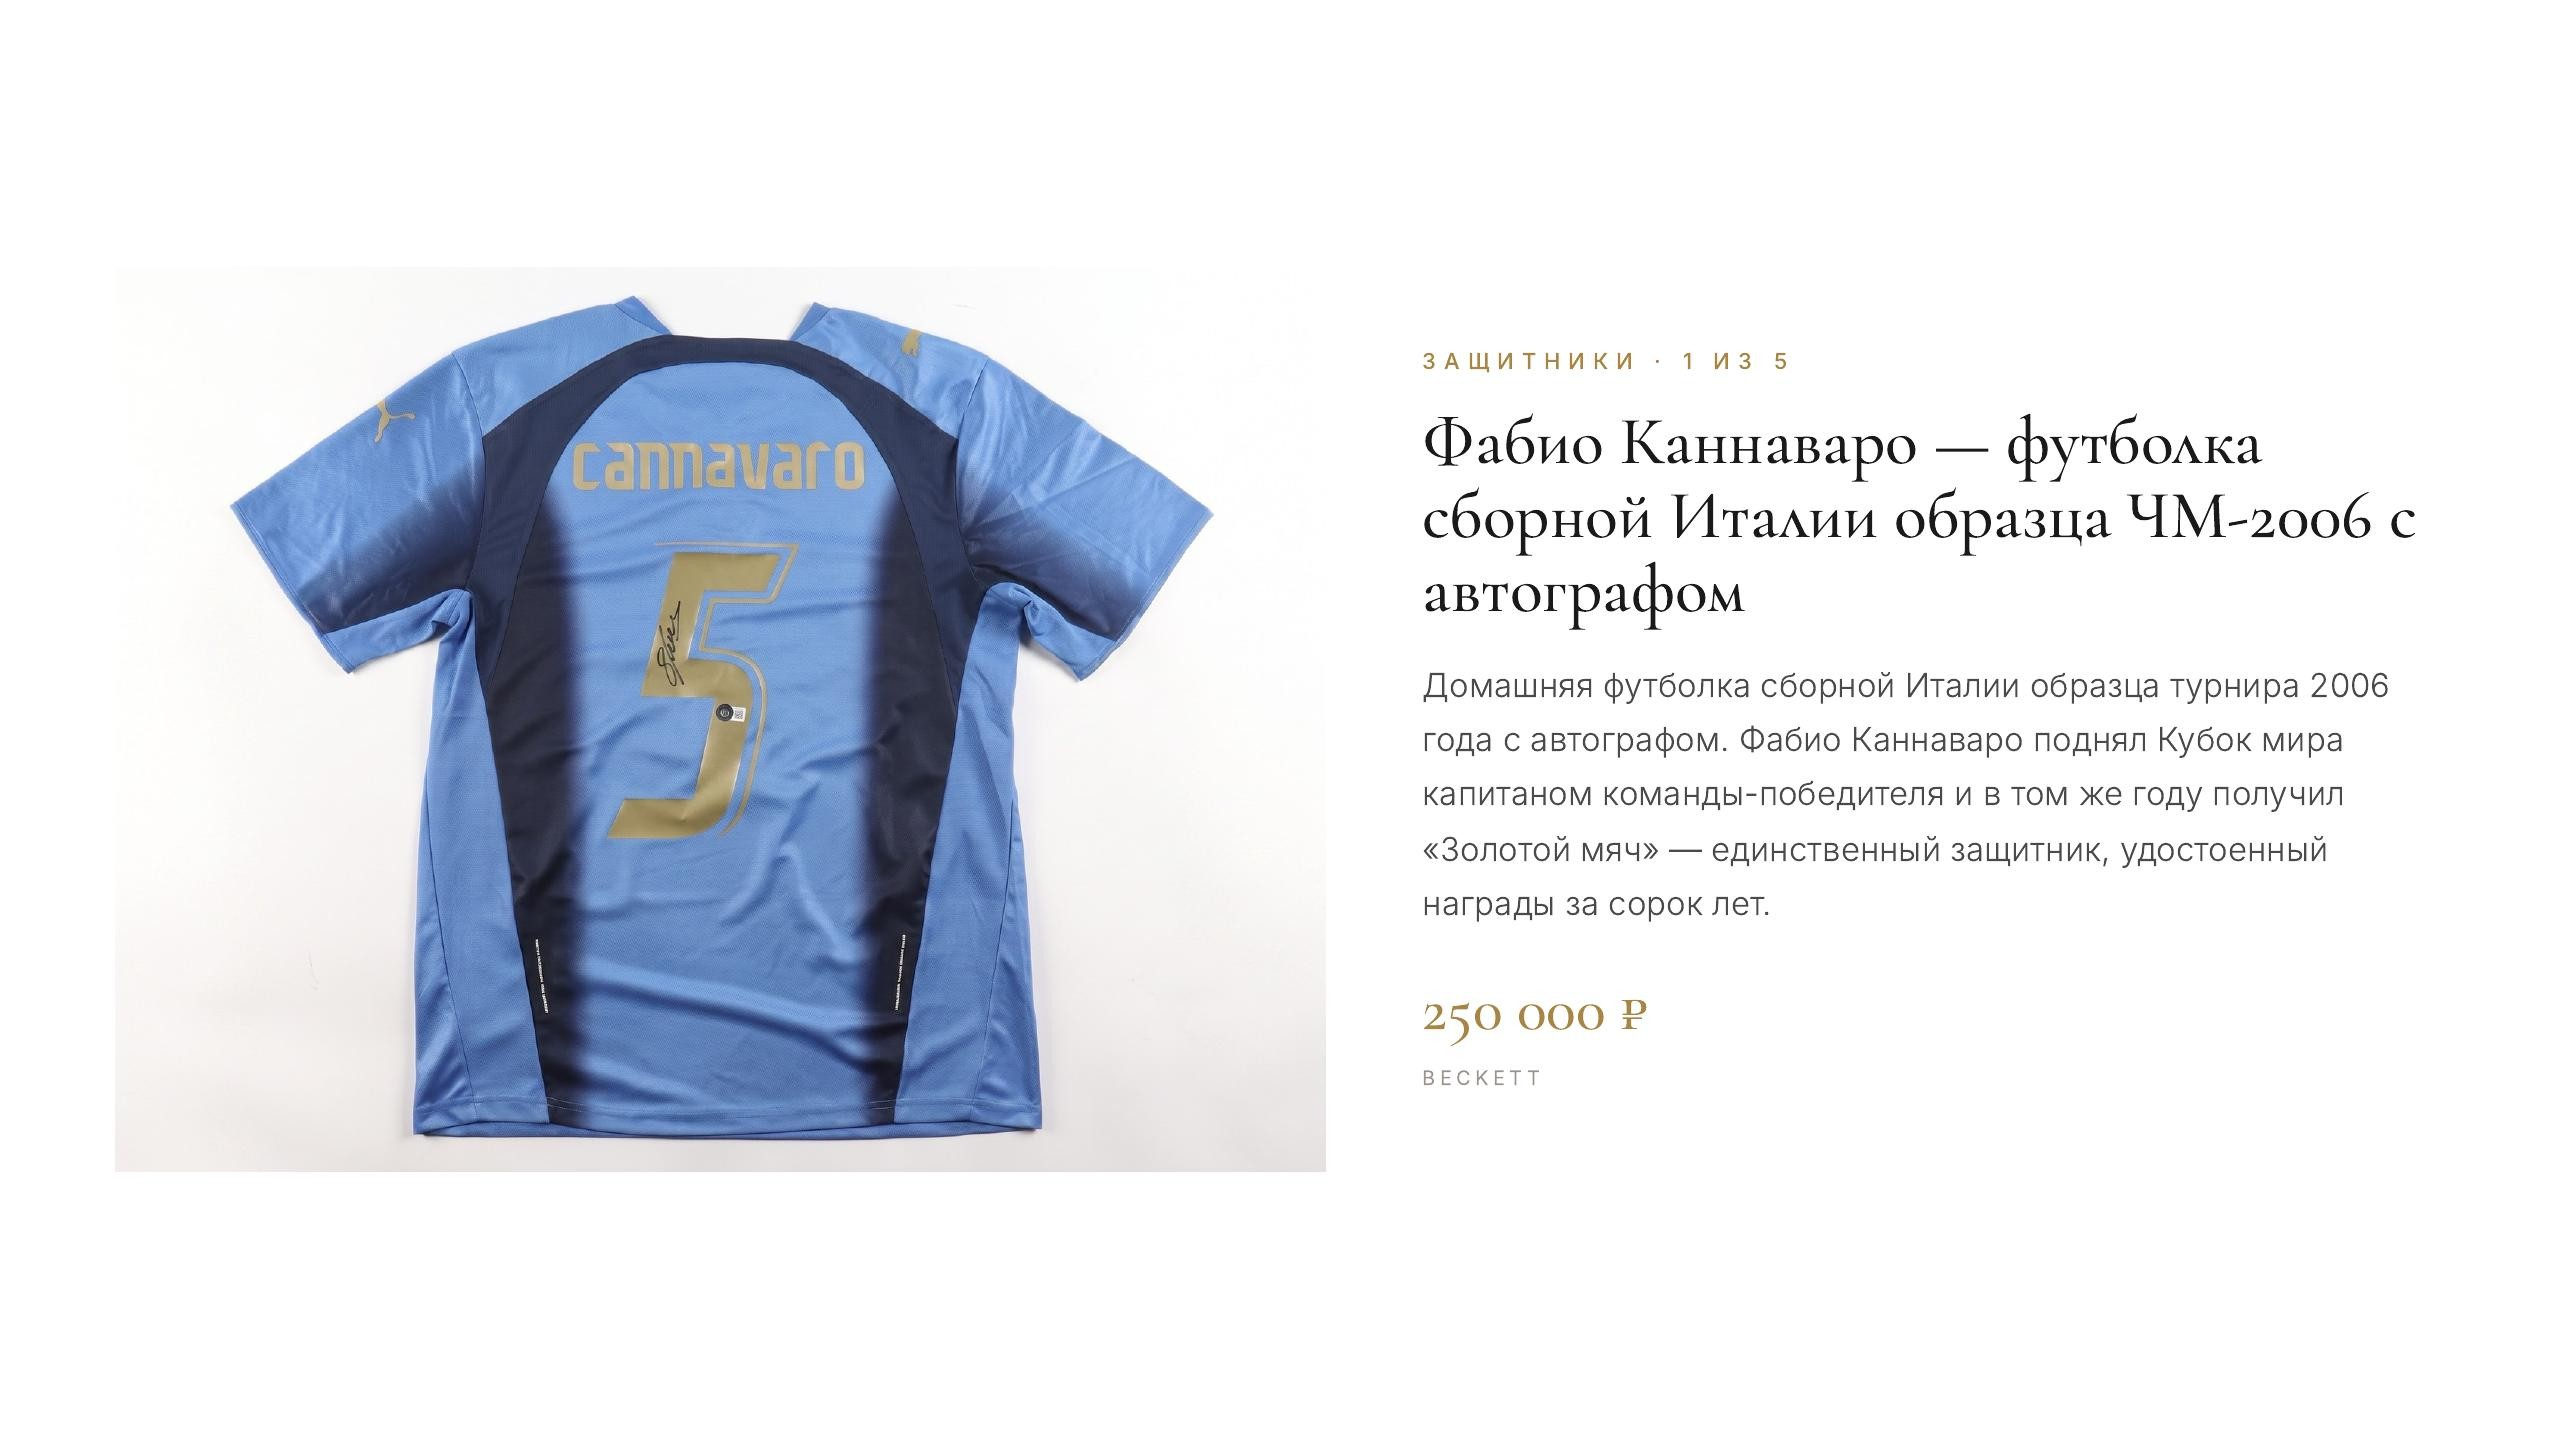 cannavaro
5
ЗАЩИТНИКИ · 1 ИЗ 5
Фабио Каннаваро — футболка
сборной Италии образца ЧМ-2006 с
автографом
Домашняя футболка сборной Италии образца турнира 2006
года с автографом. Фабио Каннаваро поднял Кубок мира
капитаном команды-победителя и в том же году получил
«Золотой мяч» — единственный защитник, удостоенный
награды за сорок лет.
250 000 ₽
BECKETT